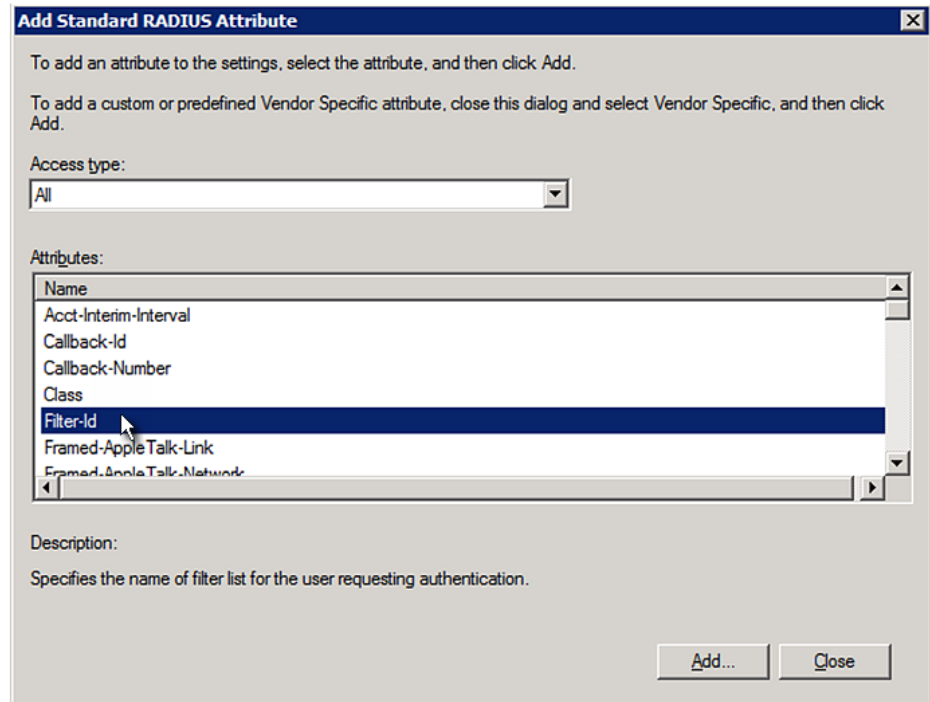 Add Standard RADIUS Attribute
To add an attribute to the settings, select the attribute, and then click Add.
To add a custom or predefined Vendor Specific attribute, close this dialog and select Vendor Specific, and then click
Add.
Access type:
All
Attributes:
Name
Acct-Interim-Interval
Callback-Id
Callback-Number
Class
Filter-Id
Framed-AppleTalk-Link
Framed-AppleTalk-Network
Description:
Specifies the name of filter list for the user requesting authentication.
Add... Close